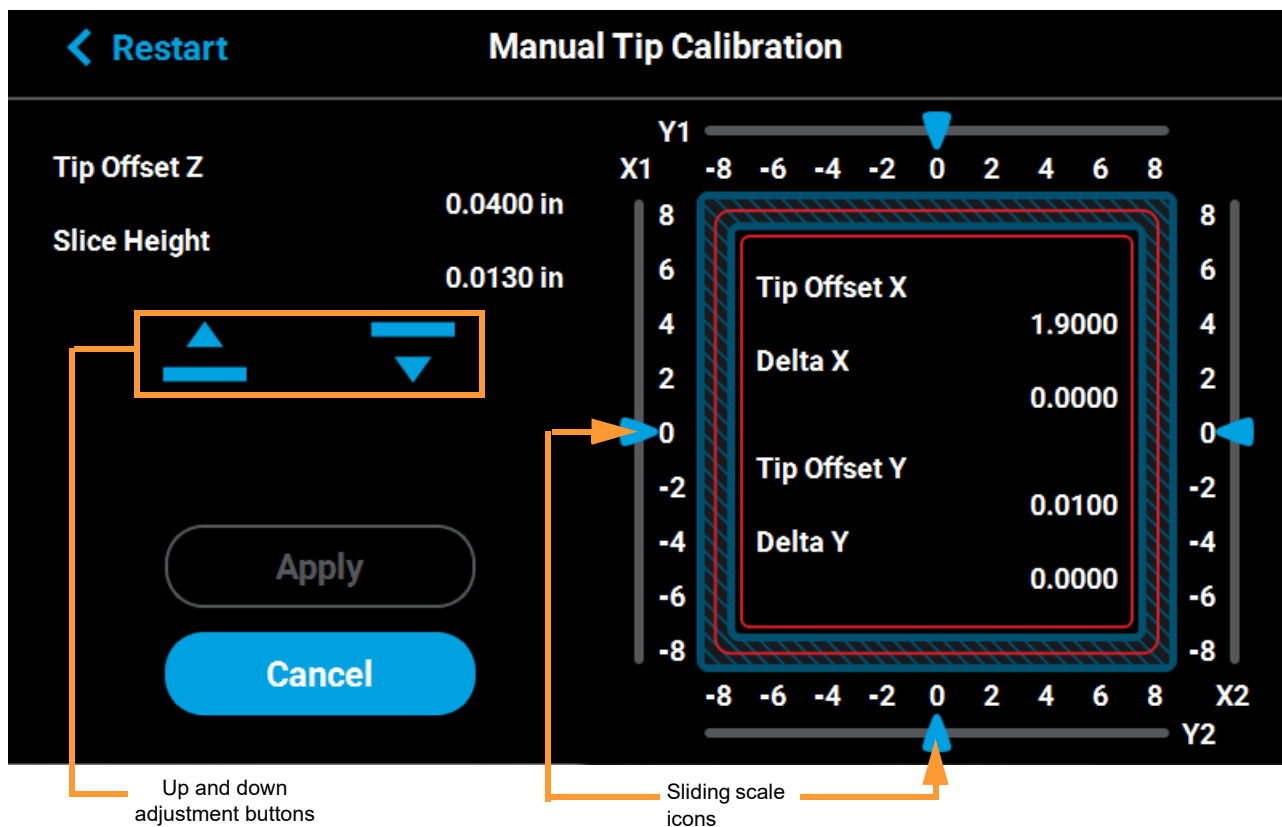 Restart
Manual Tip Calibration
Tip Offset Z
0.0400 in
Slice Height
0.0130 in
Apply
Cancel
Y1
X1 -8 -6 -4 -2 0 2 4 6 8
8 8
6 6
Tip Offset X
1.9000
4 4
Delta X
2 2
0.0000
0 0
Tip Offset Y
-2 -2
0.0100
-4 Delta Y -4
0.0000
-6 -6
-8 -8
-8 -6 -4 -2 0 2 4 6 8 X2
Y2
Up and down
adjustment buttons
Sliding scale
icons